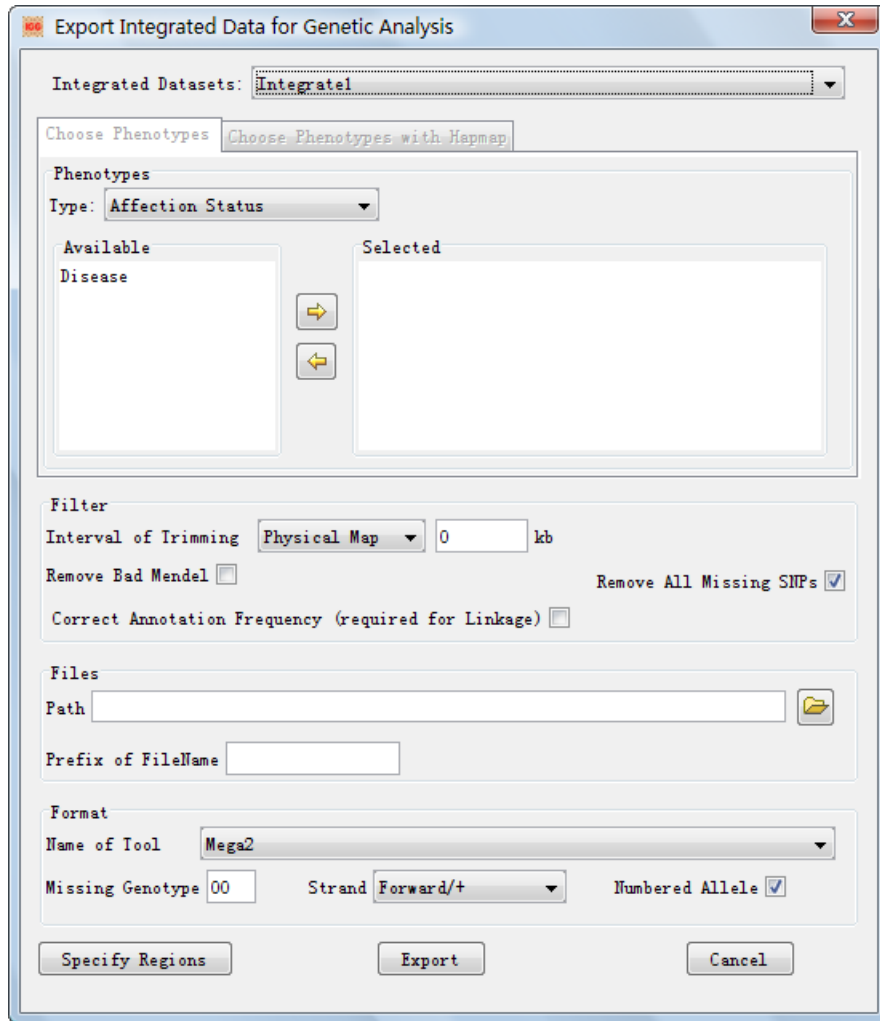 IGG Export Integrated Data for Genetic Analysis
Integrated Datasets: Integrate1
Choose Phenotypes Choose Phenotypes with Hapmap
Phenotypes
Type: Affection Status
Available Selected
Disease
Filter
Interval of Trimming Physical Map 0 kb
Remove Bad Mendel Remove All Missing SNPs
Correct Annotation Frequency (required for Linkage)
Files
Path
Prefix of FileName
Format
Name of Tool Mega2
Missing Genotype 00 Strand Forward/+ Numbered Allele
Specify Regions Export Cancel